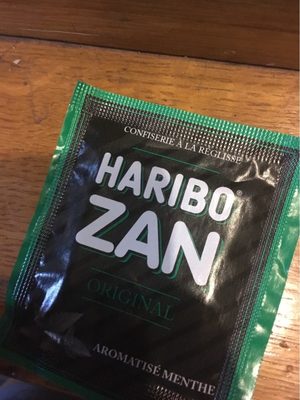 CONFISERIE À LA RÉGLISSE
HARIBO®
ZAN
ORIGINAL
AROMATISÉ MENTHE